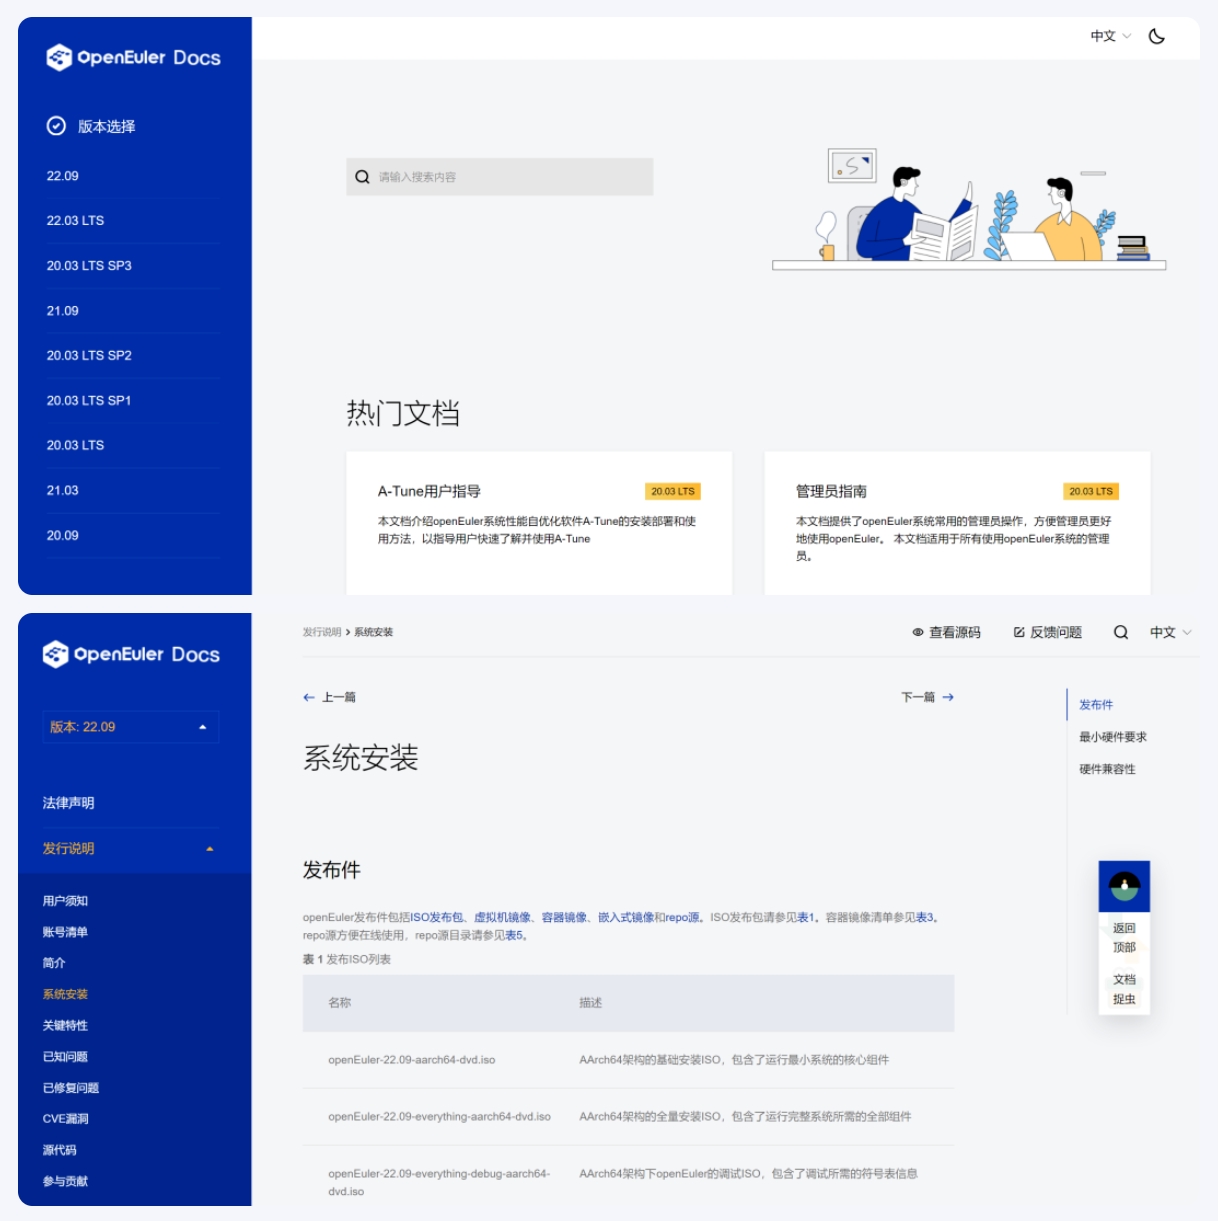 openEuler Docs
中文
版本选择
22.09
22.03 LTS
20.03 LTS SP3
21.09
20.03 LTS SP2
20.03 LTS SP1
20.03 LTS
21.03
20.09
请输入搜索内容
热门文档
A-Tune用户指导
20.03 LTS
本文档介绍openEuler系统性能自优化软件A-Tune的安装部署和使
用方法，以指导用户快速了解并使用A-Tune
管理员指南
20.03 LTS
本文档提供了openEuler系统常用的管理员操作，方便管理员更好
地使用openEuler。 本文档适用于所有使用openEuler系统的管理
员。
openEuler Docs
版本: 22.09
法律声明
发行说明
用户须知
账号清单
简介
系统安装
关键特性
已知问题
已修复问题
CVE漏洞
源代码
参与贡献
发行说明 > 系统安装
查看源码
反馈问题
中文
← 上一篇
下一篇 →
系统安装
发布件
openEuler发布件包括ISO发布包、虚拟机镜像、容器镜像、嵌入式镜像和repo源。ISO发布包请参见表1。容器镜像清单参见表3。
repo源方便在线使用，repo源目录请参见表5。
表 1 发布ISO列表
名称 描述
openEuler-22.09-aarch64-dvd.iso AArch64架构的基础安装ISO，包含了运行最小系统的核心组件
openEuler-22.09-everything-aarch64-dvd.iso AArch64架构的全量安装ISO，包含了运行完整系统所需的全部组件
openEuler-22.09-everything-debug-aarch64- AArch64架构下openEuler的调试ISO，包含了调试所需的符号表信息
dvd.iso
发布件
最小硬件要求
硬件兼容性
返回
顶部
文档
捉虫